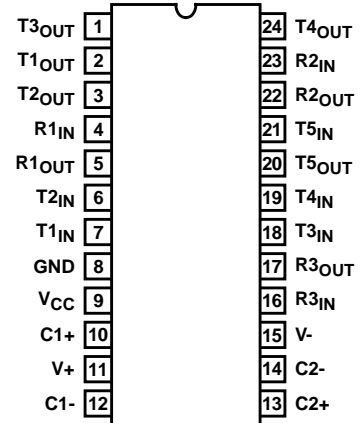 T3OUT 1
T1OUT 2
T2OUT 3
R1IN 4
R1OUT 5
T2IN 6
T1IN 7
GND 8
VCC 9
C1+ 10
V+ 11
C1- 12
24 T4OUT
23 R2IN
22 R2OUT
21 T5IN
20 T5OUT
19 T4IN
18 T3IN
17 R3OUT
16 R3IN
15 V-
14 C2-
13 C2+